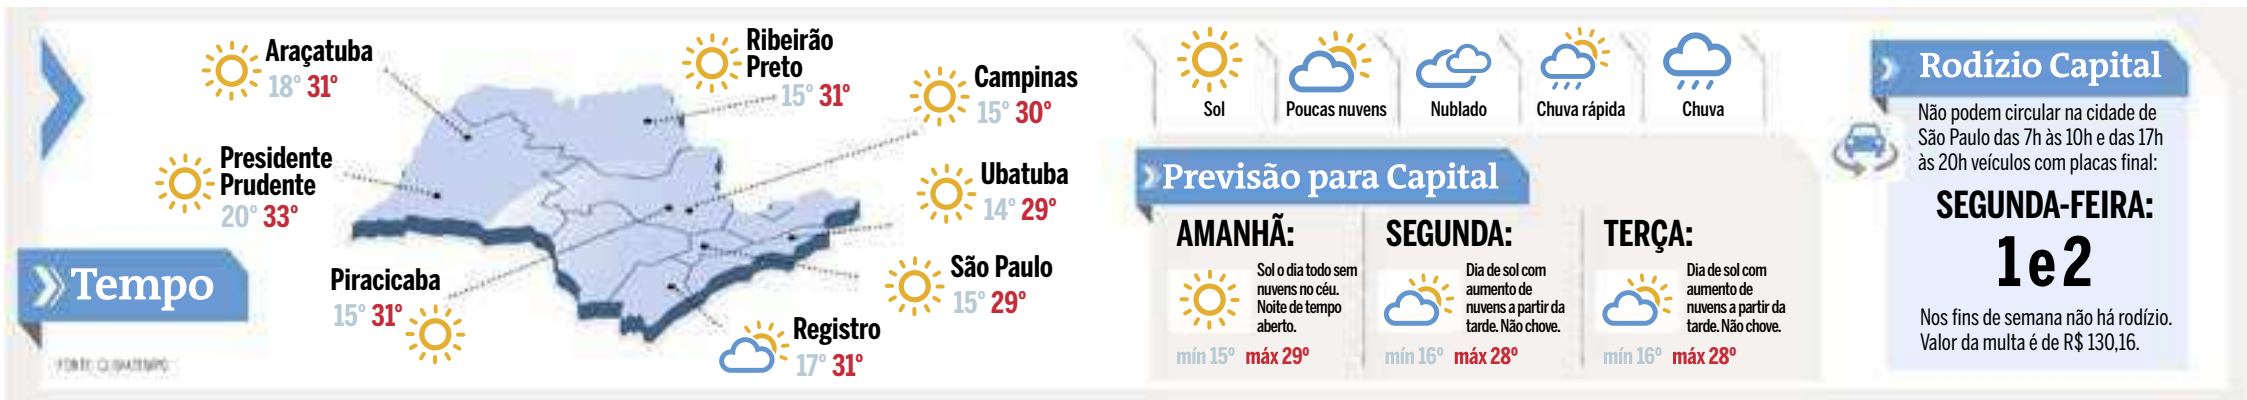 Tempo
FONTE: CLIMATEMPO
Araçatuba
18° 31°
Presidente
Prudente
20° 33°
Piracicaba
15° 31°
Ribeirão
Preto
15° 31°
Campinas
15° 30°
Ubatuba
14° 29°
São Paulo
15° 29°
Registro
17° 31°
Sol
Poucas nuvens
Nublado
Chuva rápida
Chuva
Previsão para Capital
AMANHÃ:
Sol o dia todo sem
nuvens no céu.
Noite de tempo
aberto.
mín 15° máx 29°
SEGUNDA:
Dia de sol com
aumento de
nuvens a partir da
tarde. Não chove.
mín 16° máx 28°
TERÇA:
Dia de sol com
aumento de
nuvens a partir da
tarde. Não chove.
mín 16° máx 28°
Rodízio Capital
Não podem circular na cidade de
São Paulo das 7h às 10h e das 17h
às 20h veículos com placas final:
SEGUNDA-FEIRA:
1 e 2
Nos fins de semana não há rodízio.
Valor da multa é de R$ 130,16.